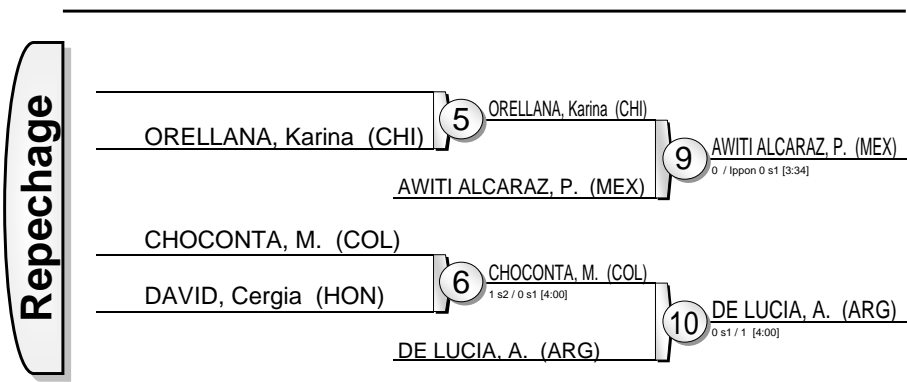 Repechage
ORELLANA, Karina (CHI)
5
ORELLANA, Karina (CHI)
AWITI ALCARAZ, P. (MEX)
9
AWITI ALCARAZ, P. (MEX)
0 / Ippon 0 s1 [3:34]
CHOCONTA, M. (COL)
DAVID, Cergia (HON)
6
CHOCONTA, M. (COL)
1 s2 / 0 s1 [4:00]
DE LUCIA, A. (ARG)
10
DE LUCIA, A. (ARG)
0 s1 / 1 [4:00]